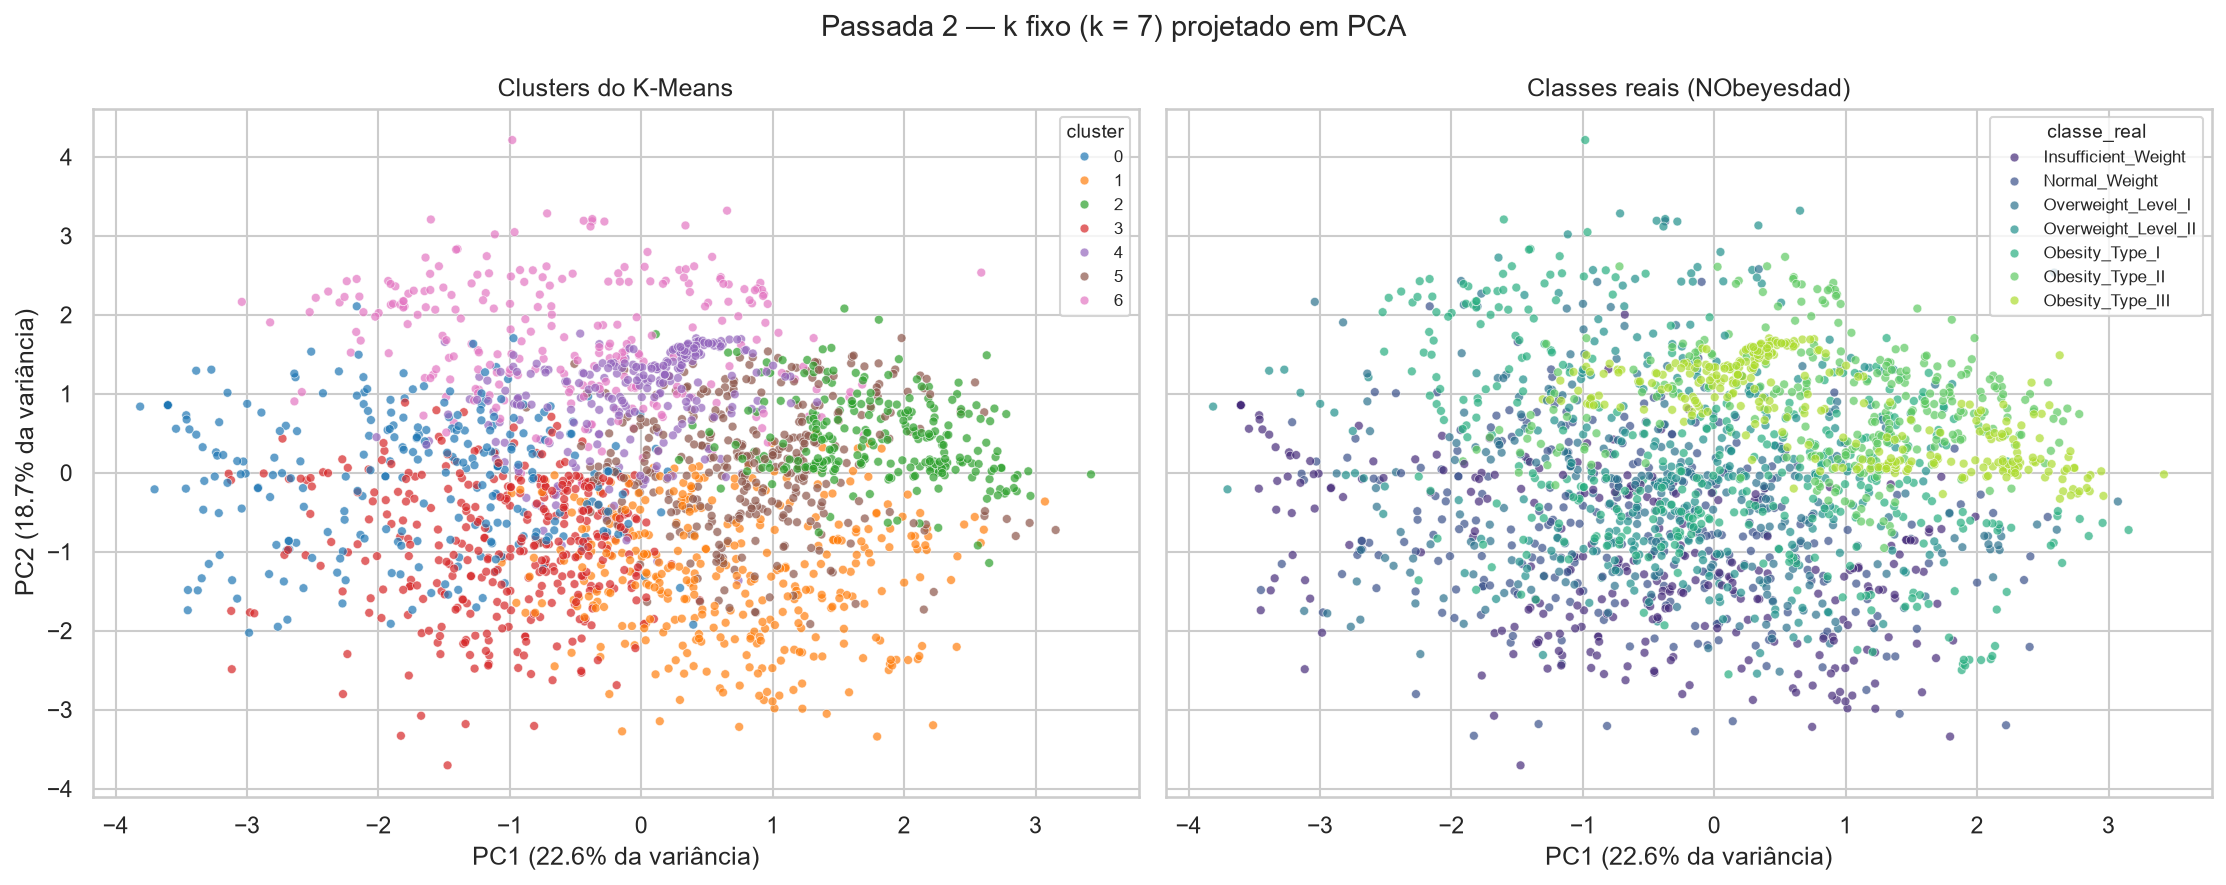 Passada 2 — k fixo (k = 7) projetado em PCA
Clusters do K-Means
cluster
0
1
2
3
4
5
6
4
3
2
1
0
−1
−2
−3
−4
PC2 (18.7% da variância)
−4 −3 −2 −1 0 1 2 3
PC1 (22.6% da variância)
Classes reais (NObeyesdad)
classe_real
Insufficient_Weight
Normal_Weight
Overweight_Level_I
Overweight_Level_II
Obesity_Type_I
Obesity_Type_II
Obesity_Type_III
−4 −3 −2 −1 0 1 2 3
PC1 (22.6% da variância)